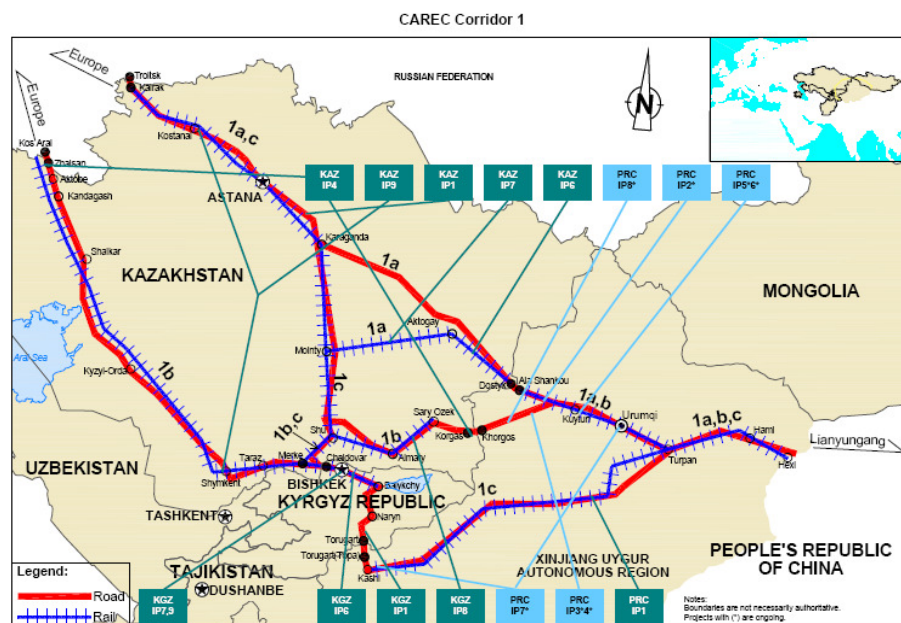 CAREC Corridor 1
Europe
Europe
Troitsk
Kairak
RUSSIAN FEDERATION
N
Kostanai
1a,c
Kos Aral
Zhaisan
Aktobe
Kandagash
ASTANA
KAZ
IP4
KAZ
IP9
KAZ
IP1
KAZ
IP7
KAZ
IP6
PRC
IP8*
PRC
IP2*
PRC
IP5*6*
Karaganda
Shalkar
KAZAKHSTAN
1a
MONGOLIA
Aral Sea
1a
Aktogay
Mointy
Kyzyl-Orda
1b
1c
Dostyk
Ala Shankou
1a,b
Kuytun
Urumqi
Sary Ozek
1b,c
Shu
1b
Korgas
Khorgos
1a,b,c
Hami
Lianyungang
UZBEKISTAN
Taraz
Merke
Chaldovar
Almaty
Turpan
Hexi
Shymkent
BISHKEK
Balykchy
KYRGYZ REPUBLIC
1c
TASHKENT
Naryn
Torugart
Torugart-Topa
Kashi
XINJIANG UYGUR
AUTONOMOUS REGION
PEOPLE'S REPUBLIC
OF CHINA
TAJIKISTAN
DUSHANBE
Legend:
Road
Rail
KGZ
IP7,9
KGZ
IP6
KGZ
IP1
KGZ
IP8
PRC
IP7*
PRC
IP3*4*
PRC
IP1
Notes:
Boundaries are not necessarily authoritative.
Projects with (*) are ongoing.